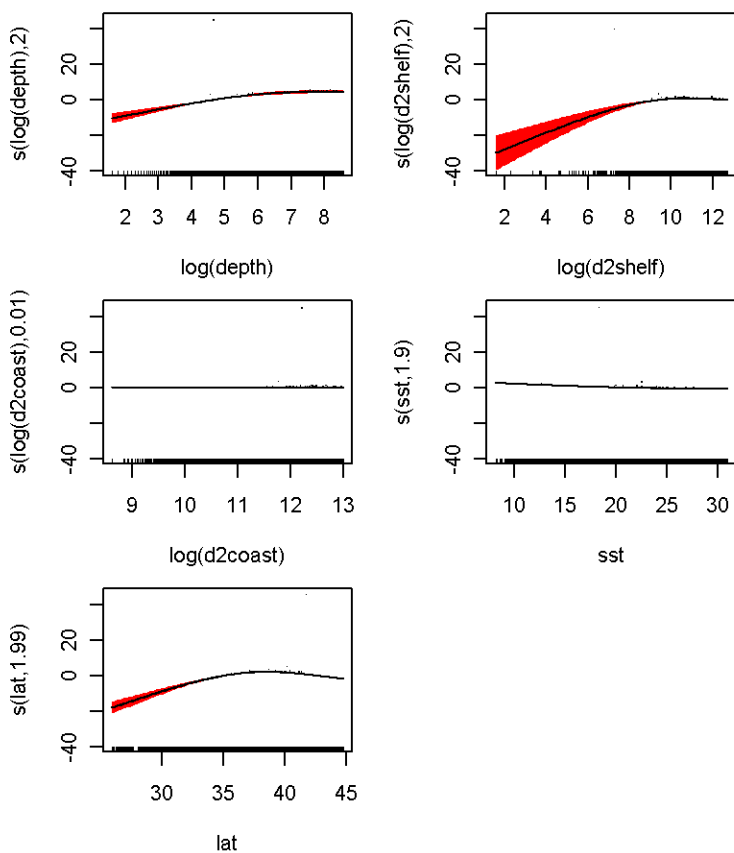 s(log(depth),2)
20
0
-40
2 3 4 5 6 7 8
log(depth)
s(log(d2shelf),2)
20
0
-40
2 4 6 8 10 12
log(d2shelf)
s(log(d2coast),0.01)
20
0
-40
9 10 11 12 13
log(d2coast)
s(sst,1.9)
20
0
-40
10 15 20 25 30
sst
s(lat,1.99)
20
0
-40
30 35 40 45
lat